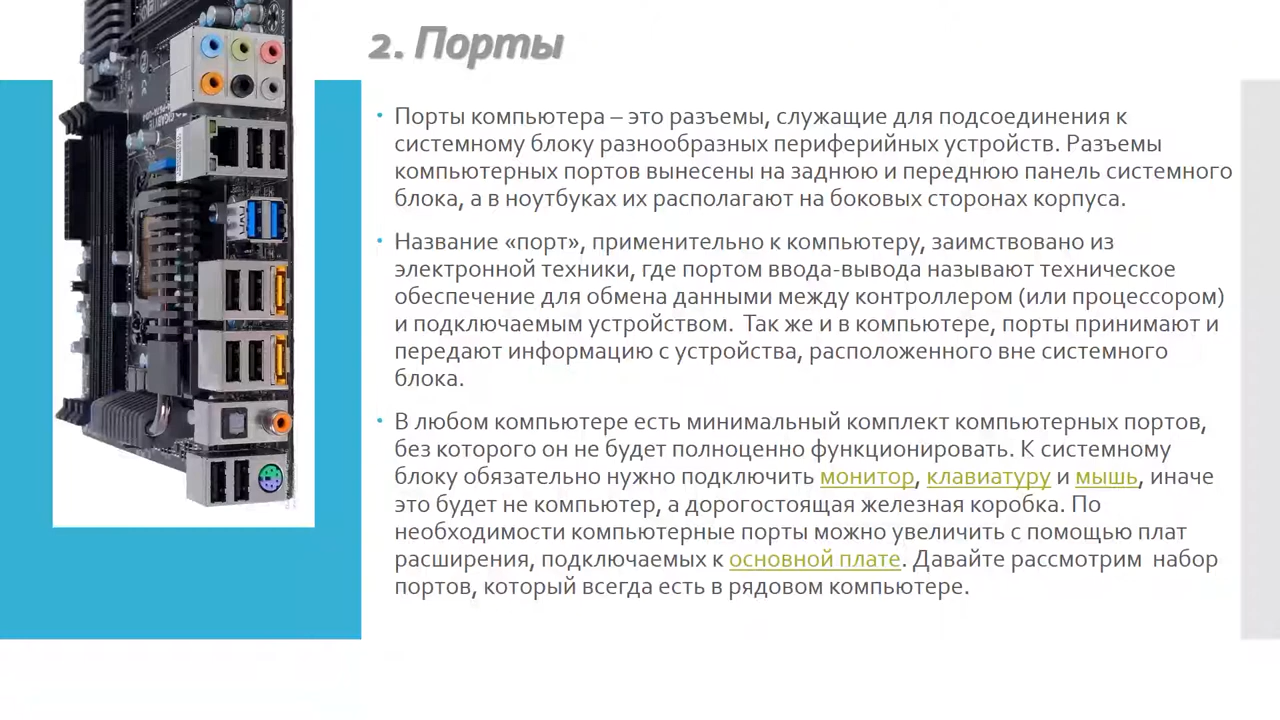 2. Порты
• Порты компьютера – это разъемы, служащие для подсоединения к
системному блоку разнообразных периферийных устройств. Разъемы
компьютерных портов вынесены на заднюю и переднюю панель системного
блока, а в ноутбуках их располагают на боковых сторонах корпуса.
• Название «порт», применительно к компьютеру, заимствовано из
электронной техники, где портом ввода-вывода называют техническое
обеспечение для обмена данными между контроллером (или процессором)
и подключаемым устройством. Так же и в компьютере, порты принимают и
передают информацию с устройства, расположенного вне системного
блока.
• В любом компьютере есть минимальный комплект компьютерных портов,
без которого он не будет полноценно функционировать. К системному
блоку обязательно нужно подключить монитор, клавиатуру и мышь, иначе
это будет не компьютер, а дорогостоящая железная коробка. По
необходимости компьютерные порты можно увеличить с помощью плат
расширения, подключаемых к основной плате. Давайте рассмотрим набор
портов, который всегда есть в рядовом компьютере.